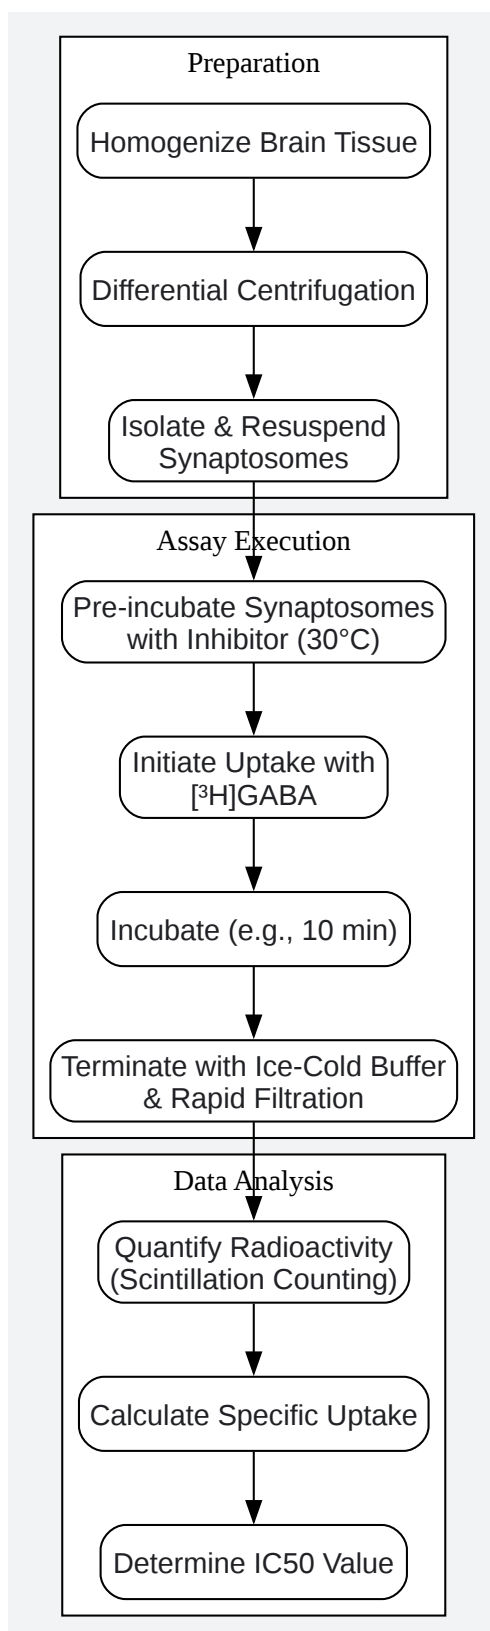 Preparation
Homogenize Brain Tissue
Differential Centrifugation
Isolate & Resuspend
Synaptosomes
Assay Execution
Pre-incubate Synaptosomes
with Inhibitor (30°C)
Initiate Uptake with
[³H]GABA
Incubate (e.g., 10 min)
Terminate with Ice-Cold Buffer
& Rapid Filtration
Data Analysis
Quantify Radioactivity
(Scintillation Counting)
Calculate Specific Uptake
Determine IC50 Value